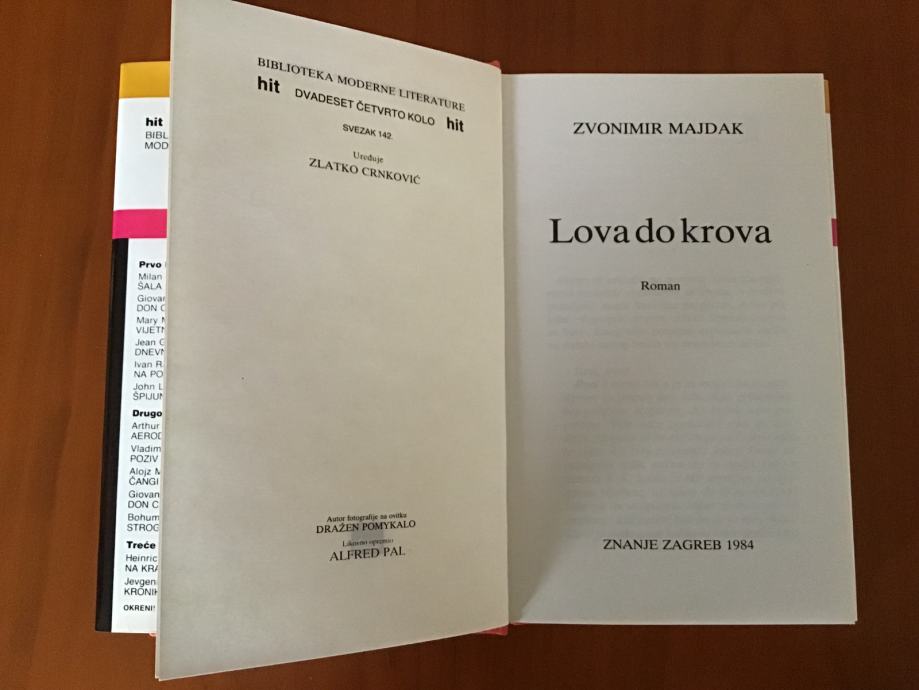 hit
BIBL
MOD
Prvo
Milan
ŠALA
Giovan
DON C
Mary M
VIJETN
Jean G
DNEVN
Ivan R
NA PO
John L
ŠPIJUN
Drugo
Arthur
AEROD
Vladim
POZIV
Alojz M
ČANGI
Giovan
DON C
Bohum
STROG
Treće
Heinric
NA KRA
Jevgen
KRONIK
OKRENI!
BIBLIOTEKA MODERNE LITERATURE
hit DVADESET ČETVRTO KOLO hit
SVEZAK 142.
Uređuje
ZLATKO CRNKOVIĆ
Autor fotografije na ovitku
DRAŽEN POMYKALO
Likovno opremio
ALFRED PAL
ZVONIMIR MAJDAK
Lova do krova
Roman
ZNANJE ZAGREB 1984